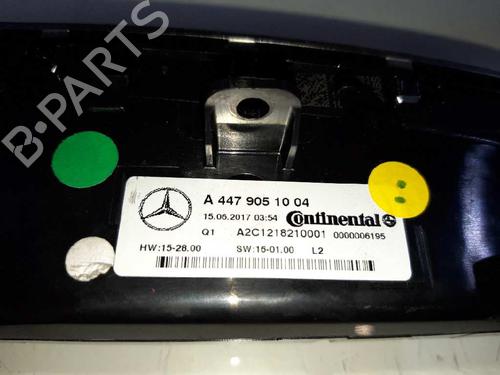 B-PARTS
A 447 905 10 04
15.06.2017 03:54 Continental
Q1 A2C1218210001 0000006195
HW:15-28.00 SW:15-01.00 L2